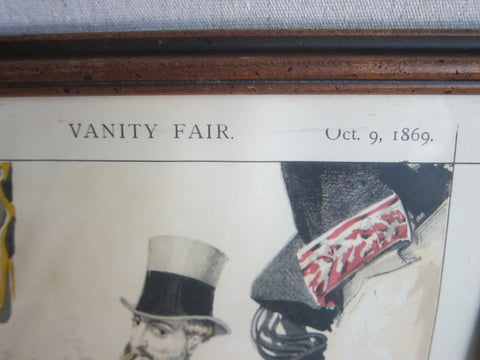 VANITY FAIR. Oct. 9, 1869.